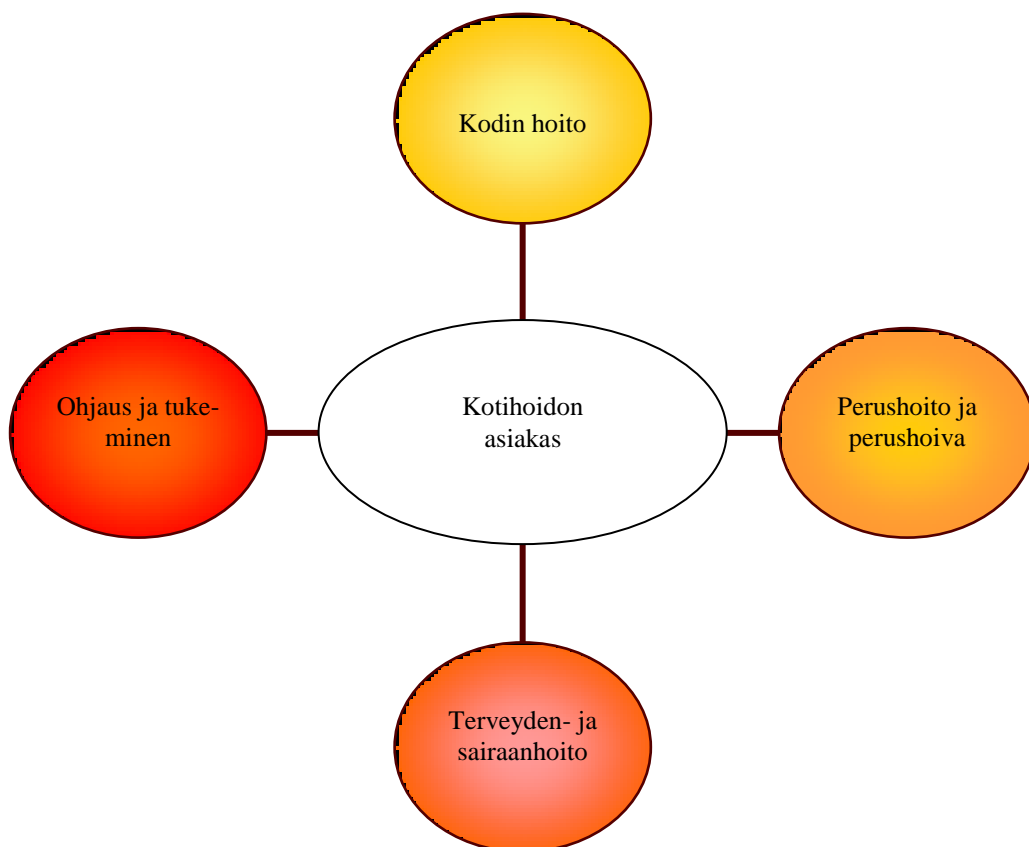 Kodin hoito
Ohjaus ja tuke-
minen
Kotihoidon
asiakas
Perushoito ja
perushoiva
Terveyden- ja
sairaanhoito